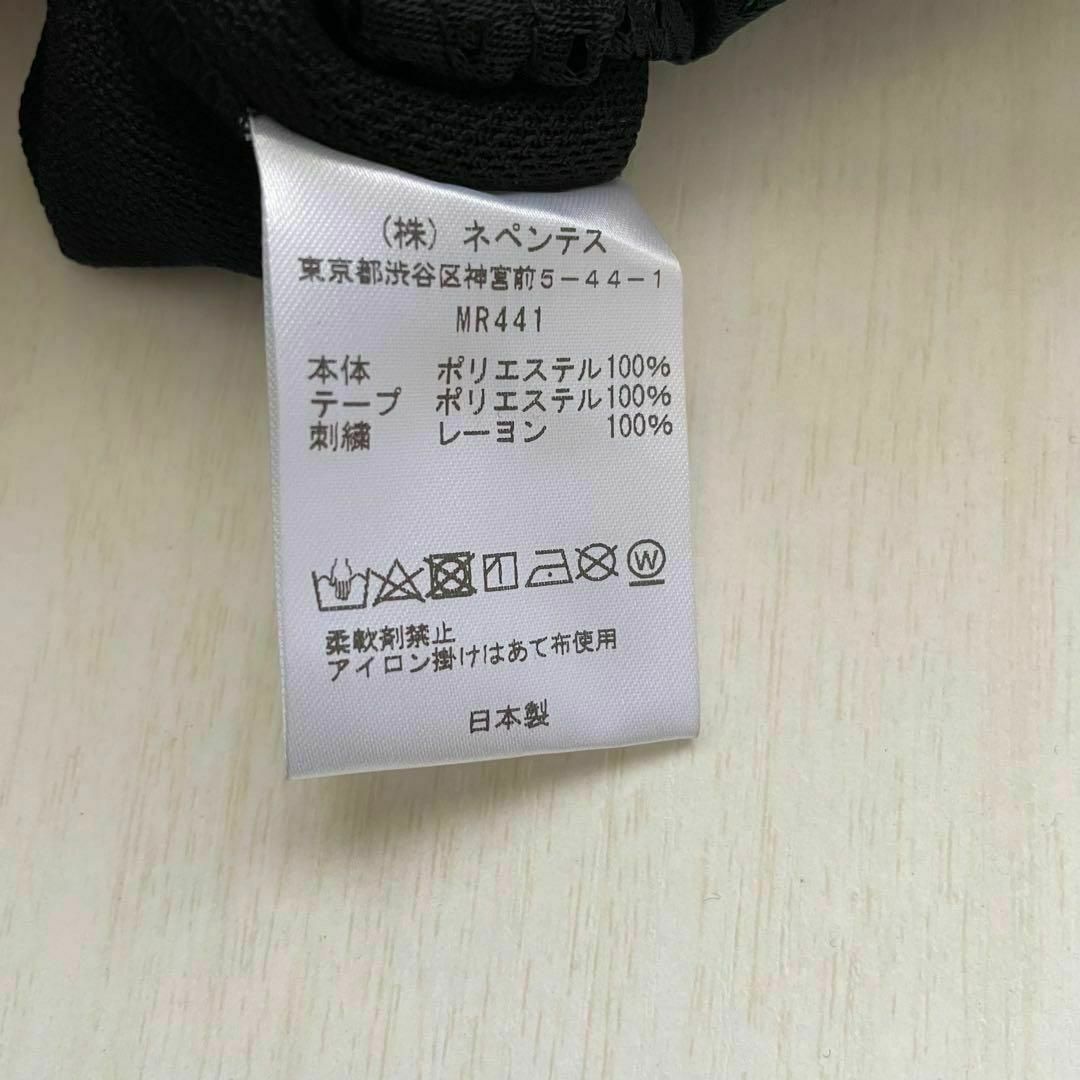 (株) ネペンテス
東京都渋谷区神宮前5-44-1
MR441
本体 ポリエステル100%
テープ ポリエステル100%
刺繍 レーヨン 100%
W
柔軟剤禁止
アイロン掛けはあて布使用
日本製